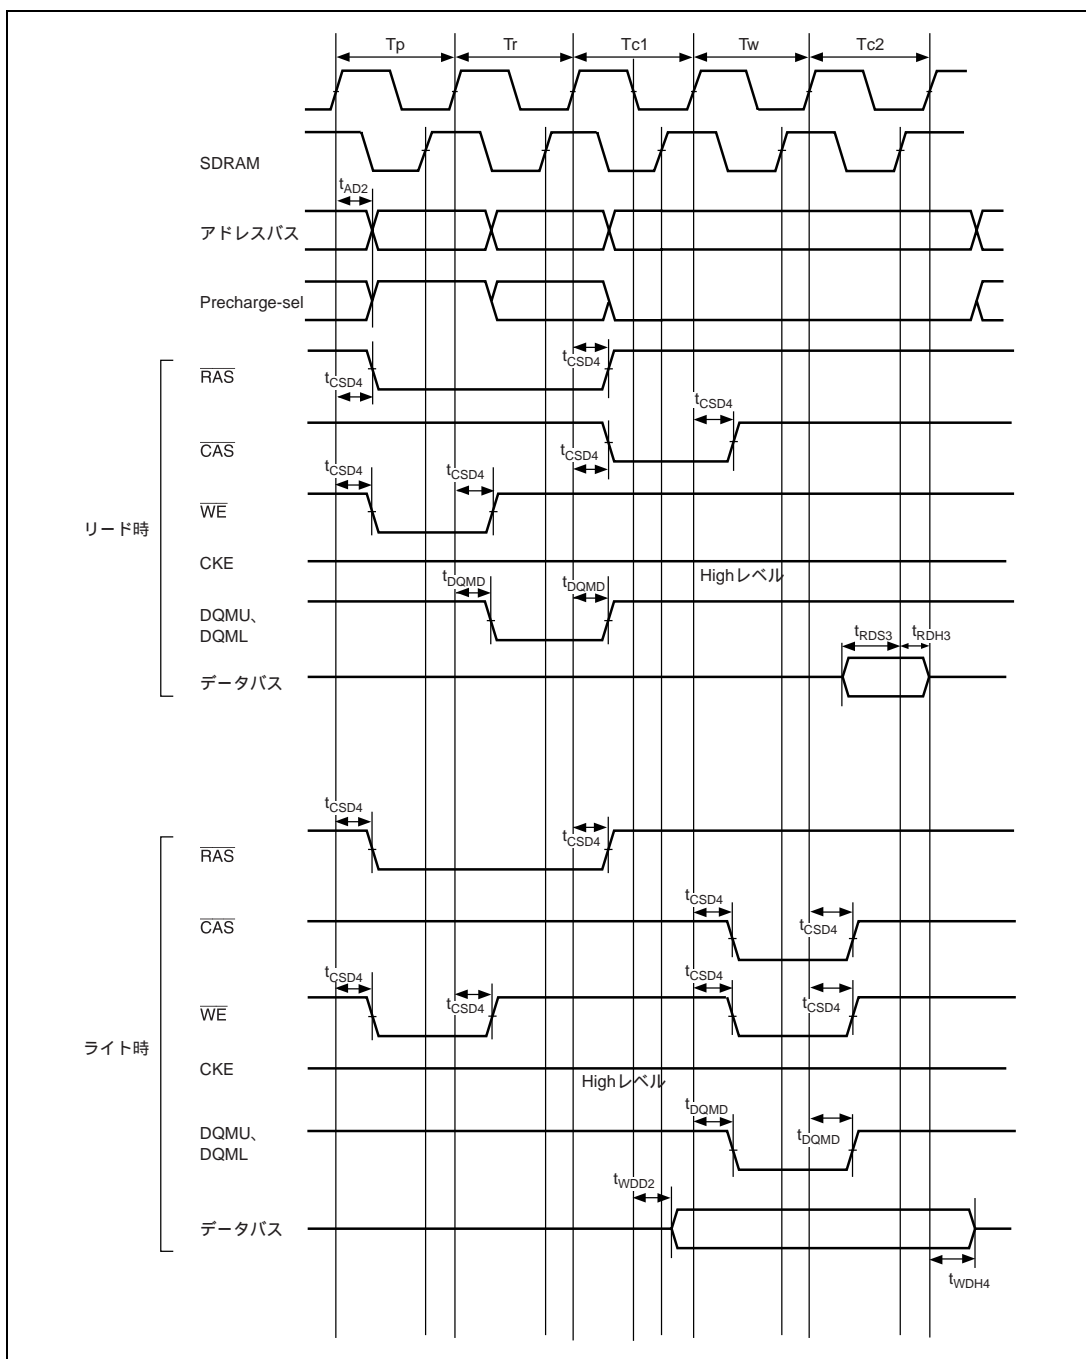 Tp Tr Tc1 Tw Tc2
SDRAM
tAD2
アドレスバス
Precharge-sel
tCSD4
RAS
tCSD4
tCSD4
CAS
tCSD4
tCSD4 tCSD4
WE
リード時
CKE
Highレベル
tDQMD tDQMD
DQMU、
DQML
tRDS3 tRDH3
データバス
tCSD4
tCSD4
RAS
tCSD4
CAS
tCSD4
tCSD4 tCSD4
WE
tCSD4 tCSD4
ライト時
CKE
Highレベル
tDQMD
DQMU、
DQML
tDQMD
tWDD2
データバス
tWDH4